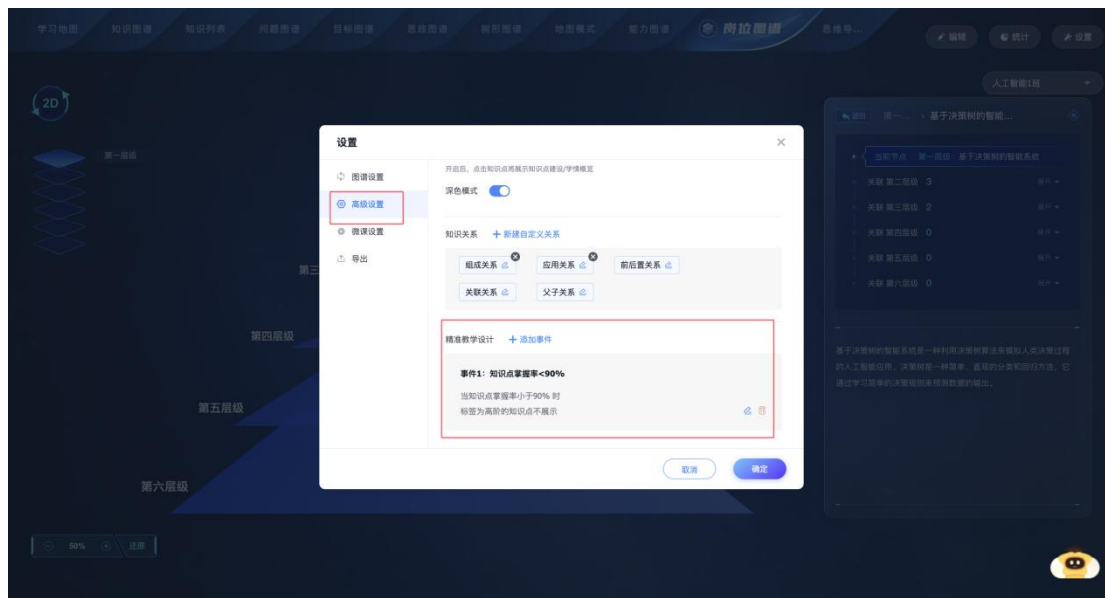 学习地图 知识图谱 知识列表 问题图谱 目标图谱 思政图谱 树形图谱 地图模式 能力图谱 岗位图谱 思维导...
编辑 统计 设置
人工智能1班
2D
第一层级
返回 第一... 基于决策树的智能...
当前节点 第一层级: 基于决策树的智能系统
关联 第二层级 3 展开
关联 第三层级 2 展开
关联 第四层级 0 展开
关联 第五层级 0 展开
关联 第六层级 0 展开
基于决策树的智能系统是一种利用决策树算法来模拟人类决策过程
的人工智能应用。决策树是一种简单、直观的分类和回归方法，它
通过学习简单的决策规则来预测数据的输出。
设置
图谱设置
高级设置
微课设置
导出
开启后，点击知识点将展示知识点建设/学情概览
深色模式
知识关系 + 新建自定义关系
组成关系 应用关系 前后置关系
关联关系 父子关系
精准教学设计 + 添加事件
事件1：知识点掌握率<90%
当知识点掌握率小于90% 时
标签为高阶的知识点不展示
取消 确定
第三
第四层级
第五层级
第六层级
50% 还原